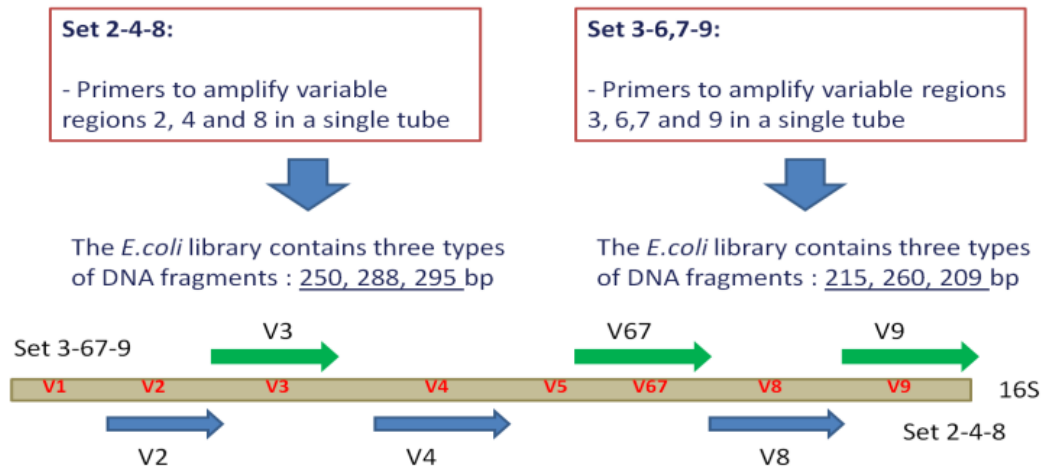 Set 2-4-8:
- Primers to amplify variable
regions 2, 4 and 8 in a single tube
Set 3-6,7-9:
- Primers to amplify variable regions
3, 6,7 and 9 in a single tube
The E.coli library contains three types
of DNA fragments : 250, 288, 295 bp
The E.coli library contains three types
of DNA fragments : 215, 260, 209 bp
Set 3-67-9
V3
V67
V9
V1 V2 V3 V4 V5 V67 V8 V9
16S
Set 2-4-8
V2
V4
V8